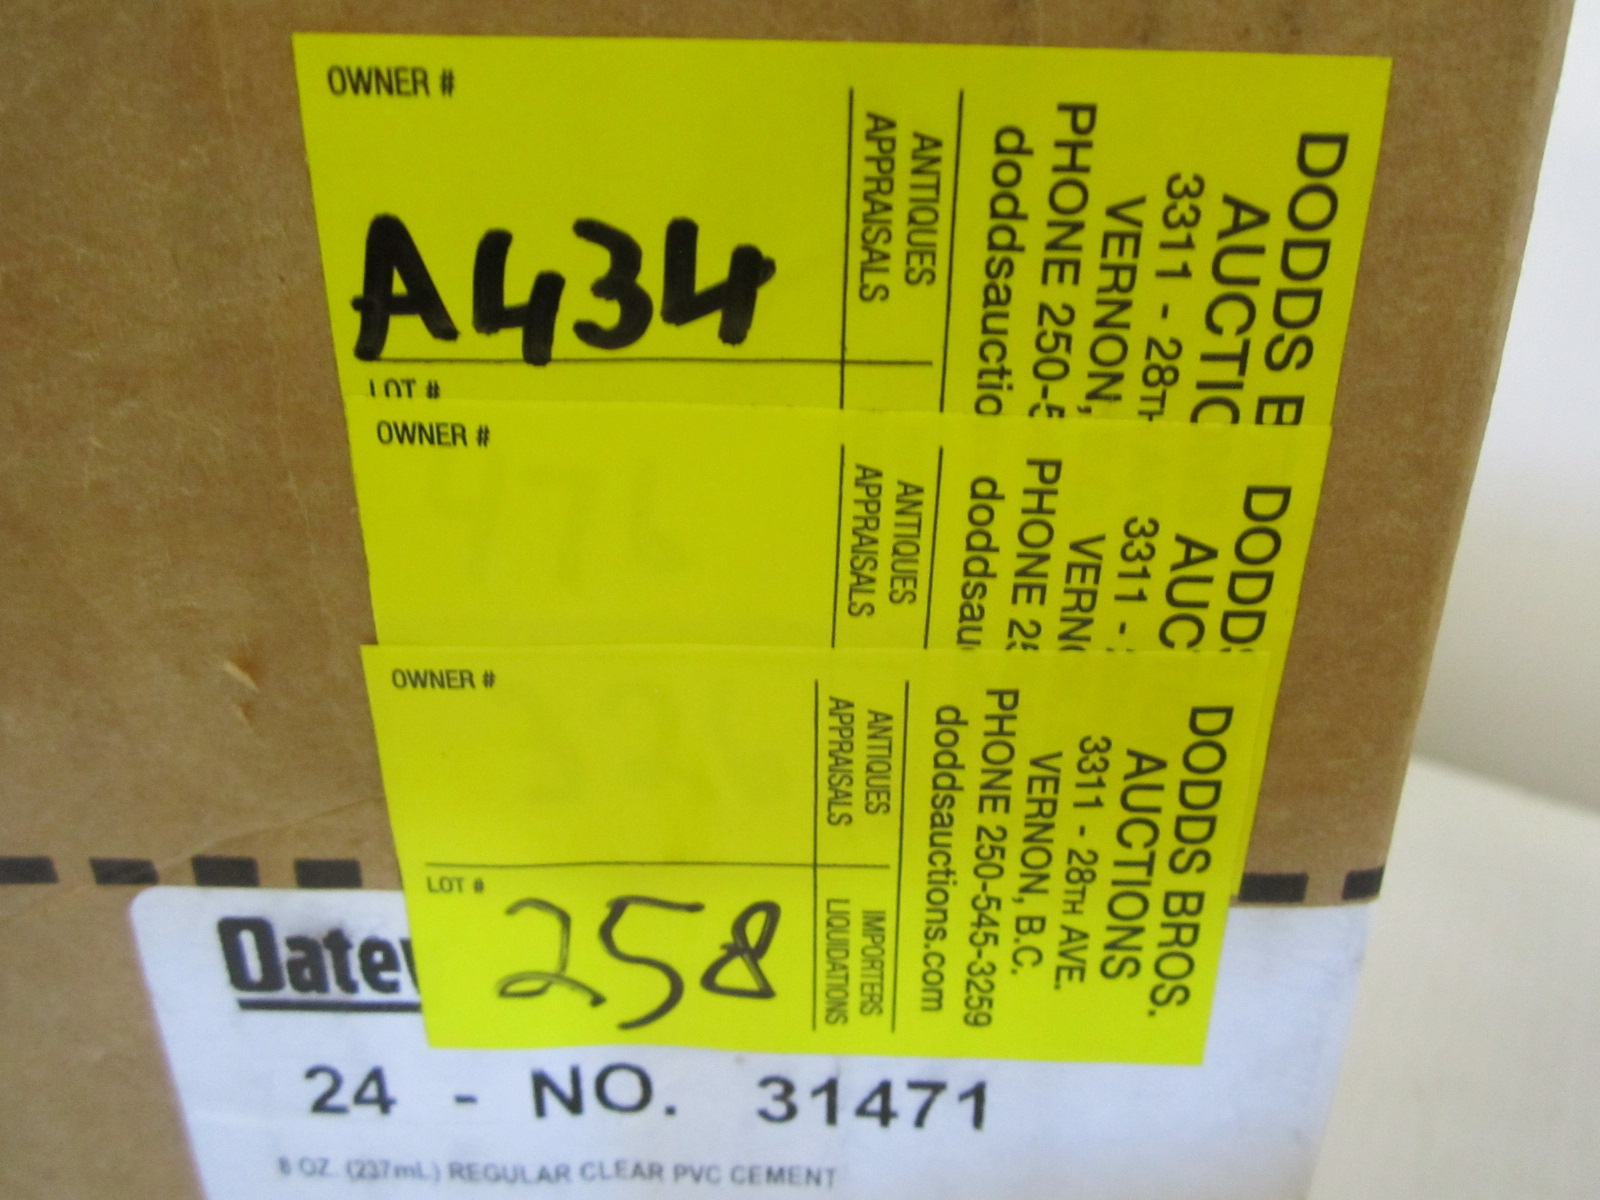 OWNER #
A434
LOT #
ANTIQUES
APPRAISALS
DODDS B
AUCTIO
3311 - 28TH
VERNON,
PHONE 250-5
doddsauctio
OWNER #
ANTIQUES
APPRAISALS
DODDS
AUC
3311 -
VERN
PHONE 25
doddsau
OWNER #
LOT #
258
ANTIQUES IMPORTERS
APPRAISALS LIQUIDATIONS
DODDS BROS.
AUCTIONS
3311 - 28TH AVE.
VERNON, B.C.
PHONE 250-545-3259
doddsauctions.com
Oatey
24 - NO. 31471
8 OZ. (237mL) REGULAR CLEAR PVC CEMENT